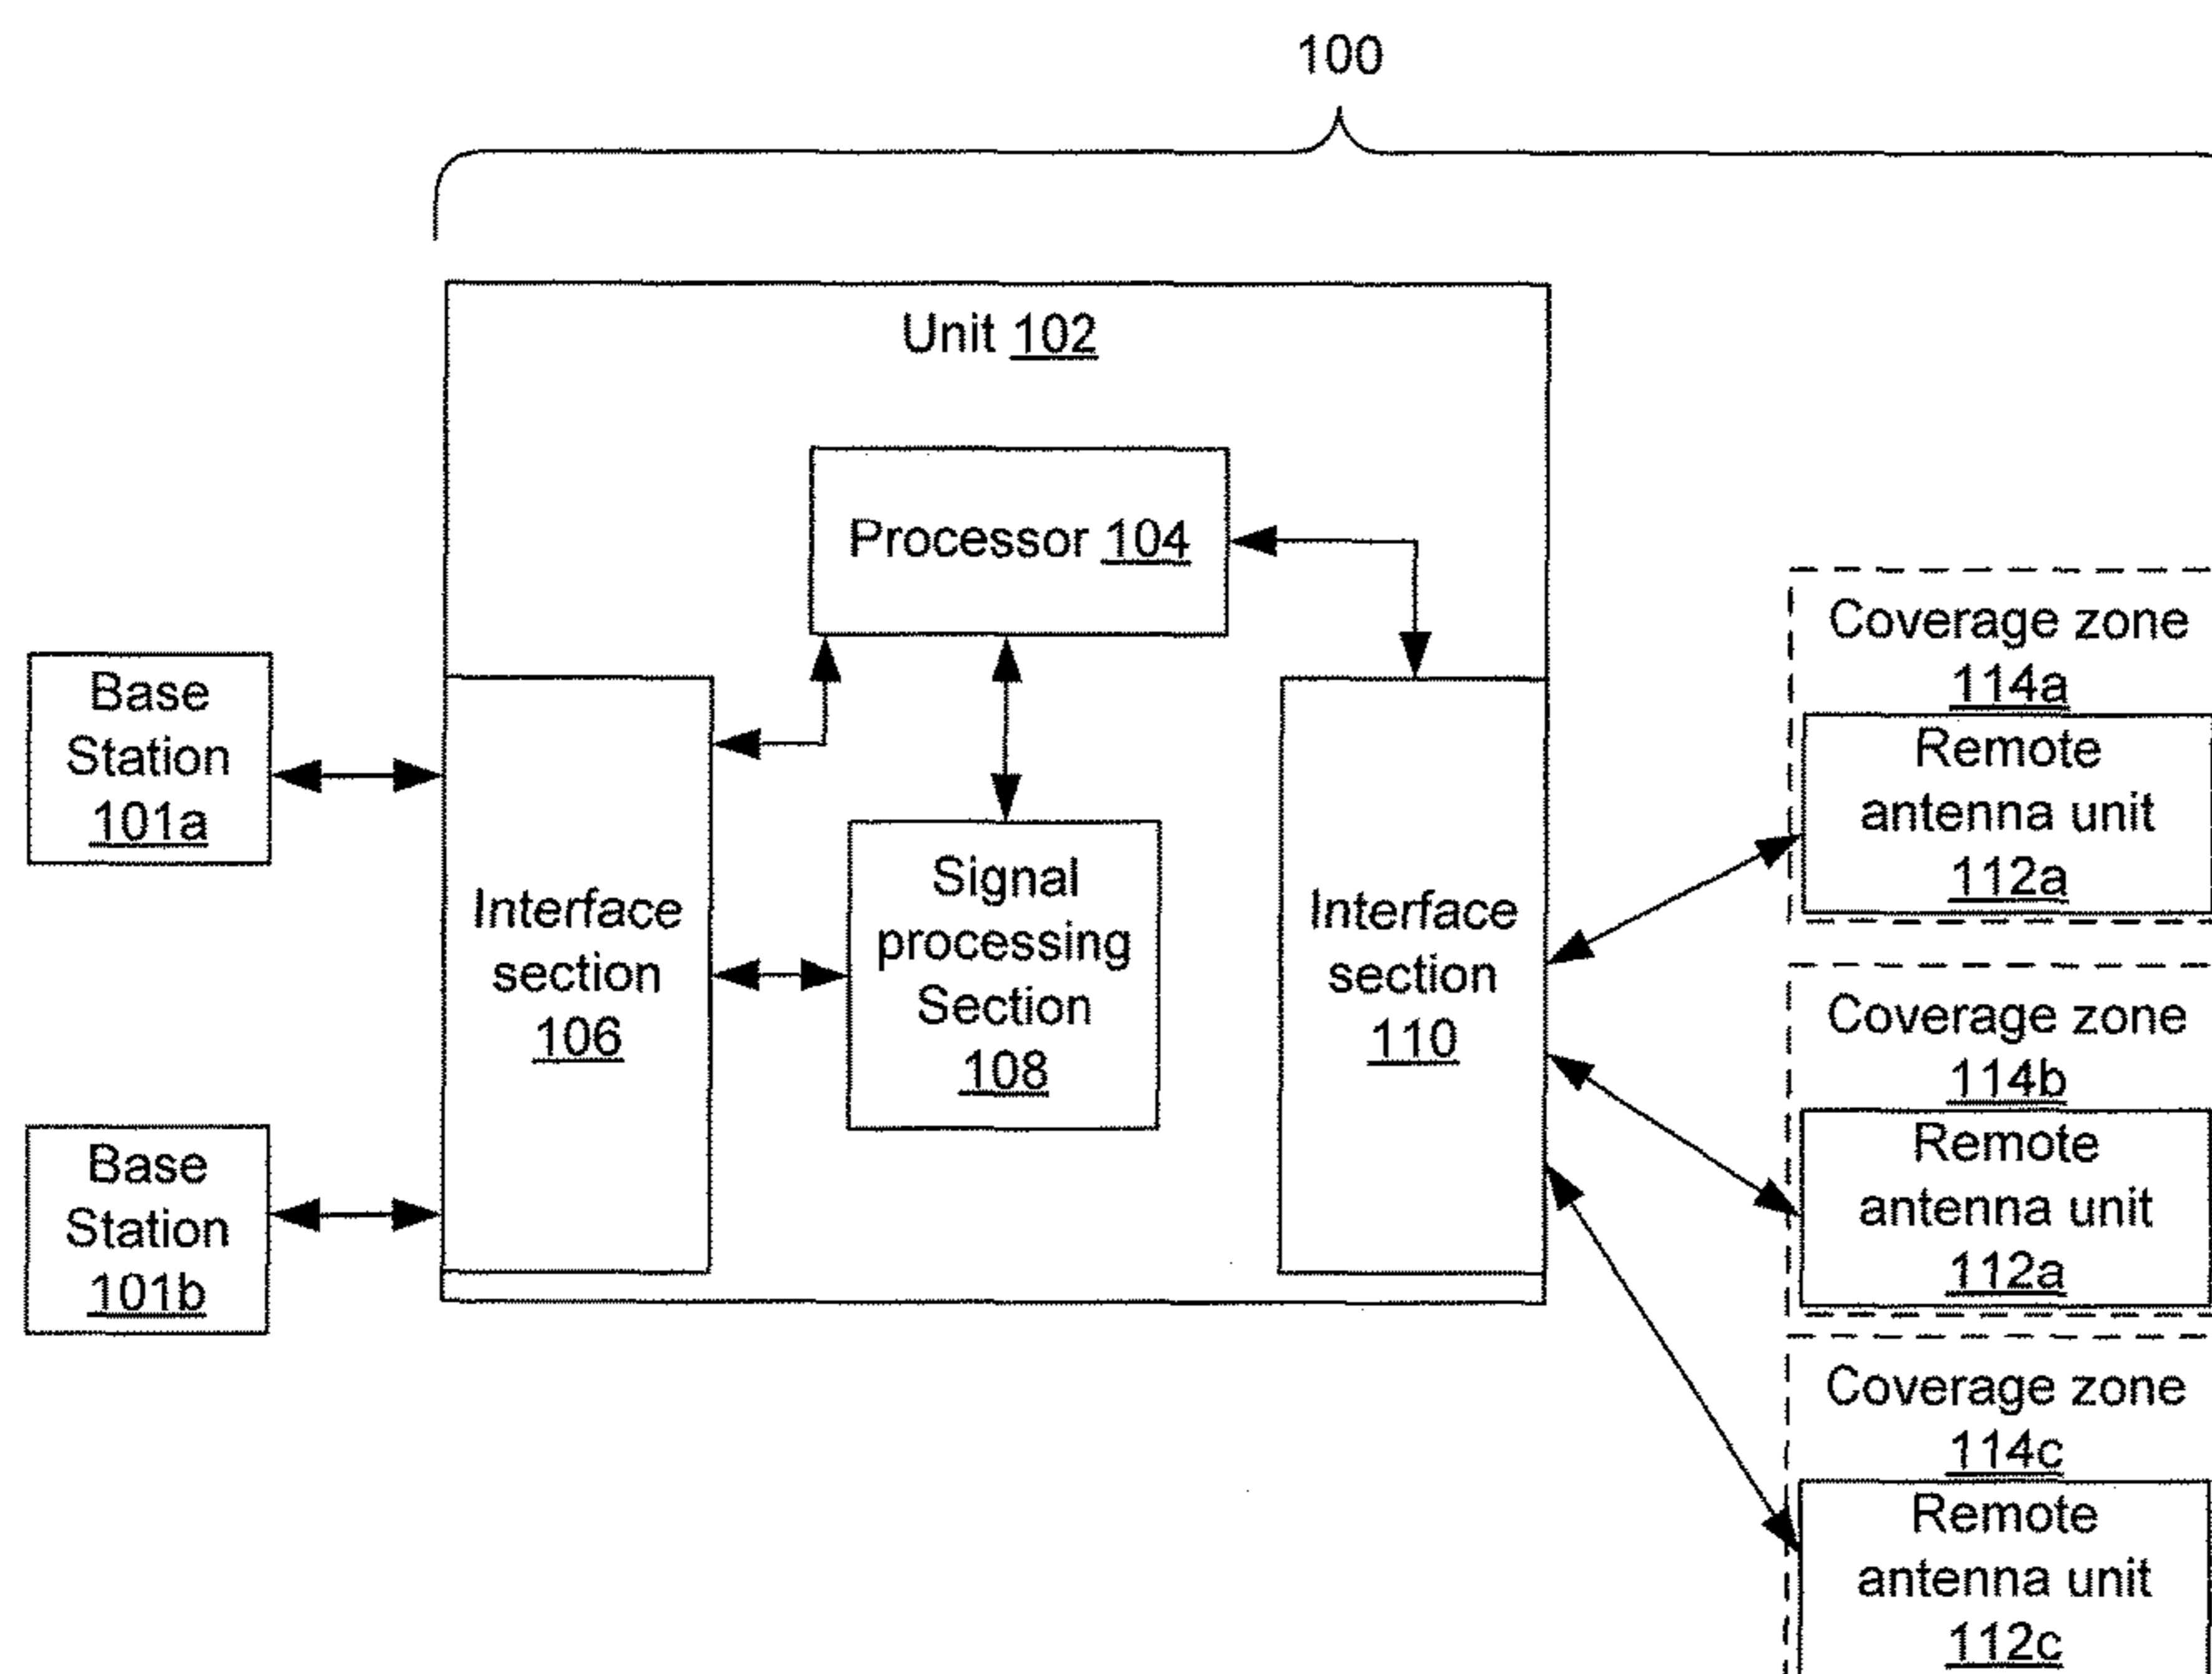 100
Unit 102
Processor 104
Base
Station
101a
Base
Station
101b
Interface
section
106
Signal
processing
Section
108
Interface
section
110
Coverage zone
114a
Remote
antenna unit
112a
Coverage zone
114b
Remote
antenna unit
112a
Coverage zone
114c
Remote
antenna unit
112c